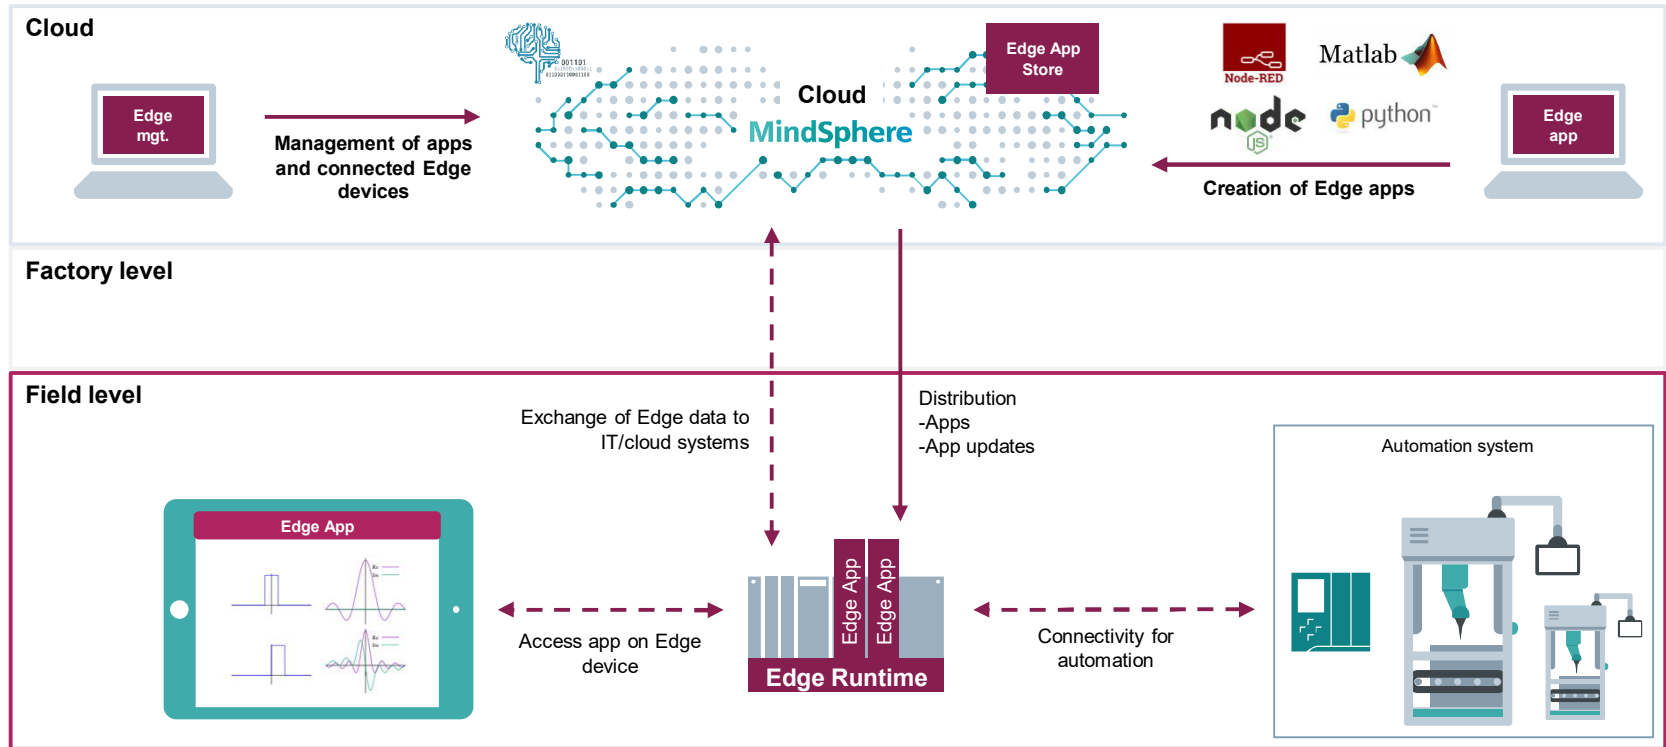 Cloud
Edge
mgt.
Management of apps
and connected Edge
devices
001101
Cloud
MindSphere
Edge App
Store
Node-RED
Matlab
node
JS
python™
Edge
app
Creation of Edge apps
Factory level
Field level
Exchange of Edge data to
IT/cloud systems
Distribution
-Apps
-App updates
Automation system
Edge App
Access app on Edge
device
Edge App
Edge App
Edge Runtime
Connectivity for
automation